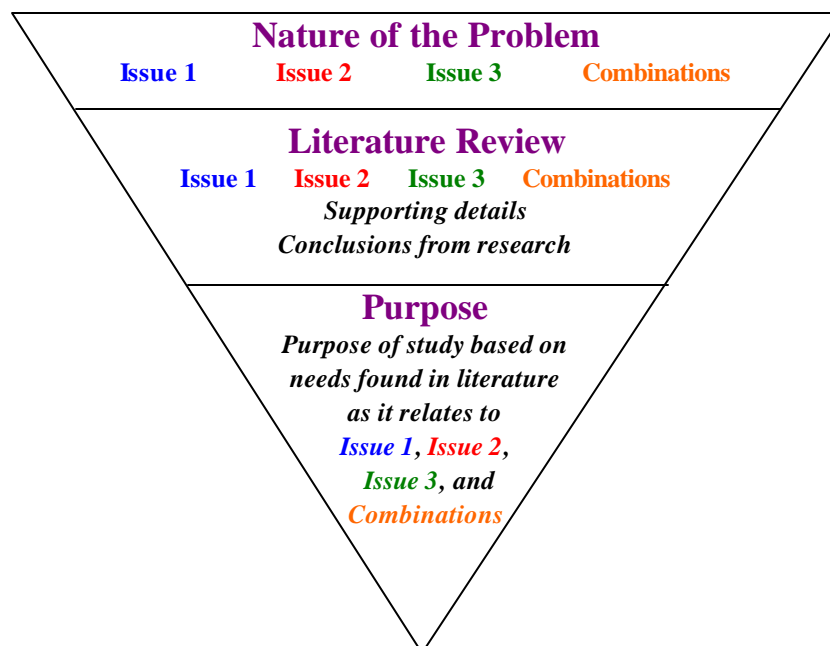 Nature of the Problem
Issue 1 Issue 2 Issue 3 Combinations
Literature Review
Issue 1 Issue 2 Issue 3 Combinations
Supporting details
Conclusions from research
Purpose
Purpose of study based on
needs found in literature
as it relates to
Issue 1, Issue 2,
Issue 3, and
Combinations